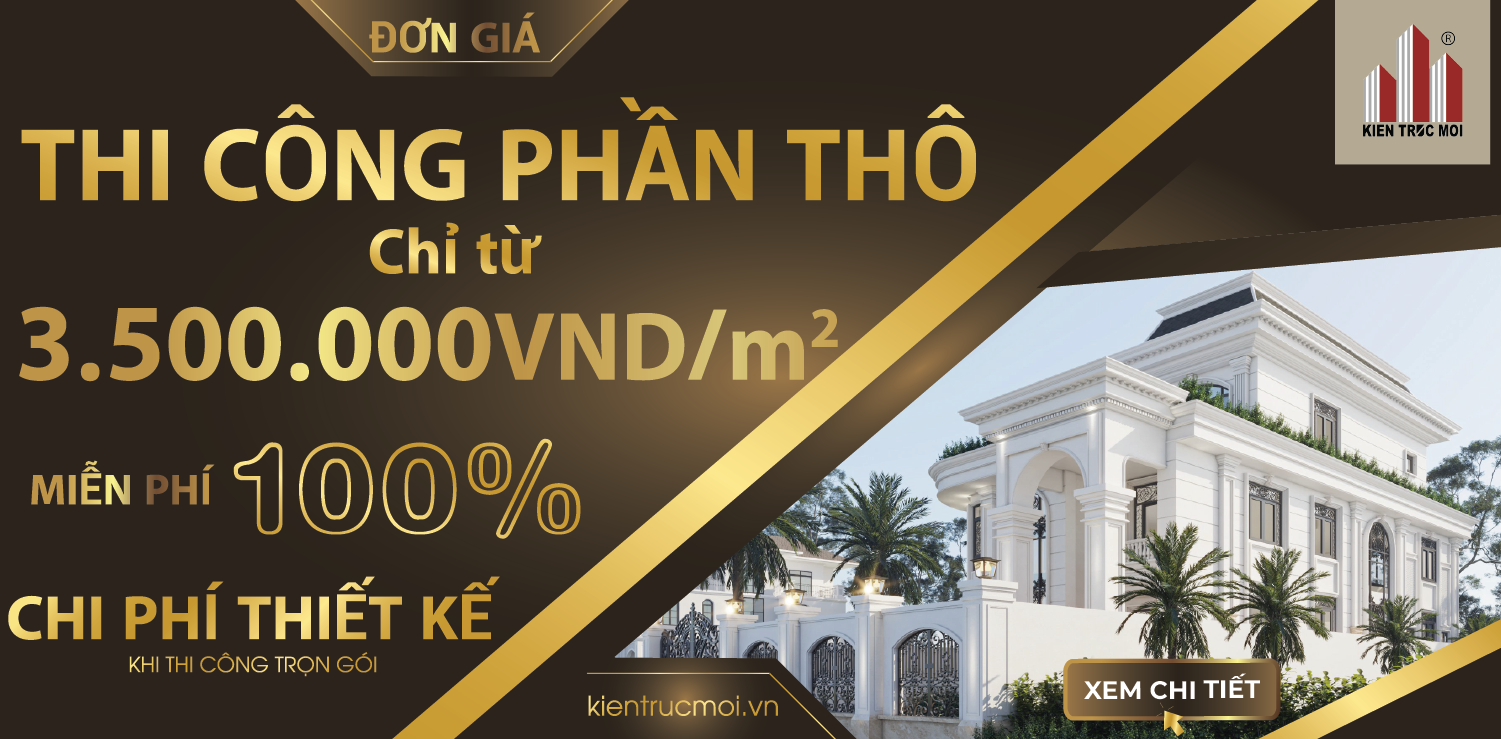 ĐƠN GIÁ
THI CÔNG PHẦN THÔ
Chỉ từ
3.500.000VND/m²
MIỄN PHÍ 100%
CHI PHÍ THIẾT KẾ
KHI THI CÔNG TRỌN GÓI
kientrucmoi.vn
XEM CHI TIẾT
®
KIEN TRUC MOI